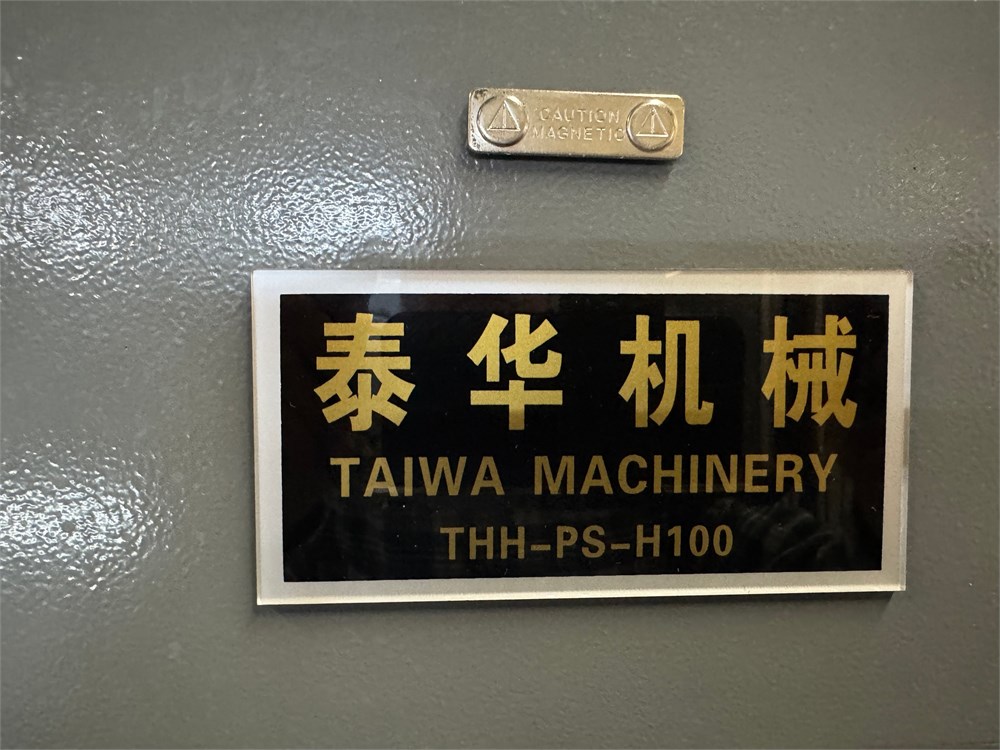 CAUTION
MAGNETIC
泰华机械
TAIWA MACHINERY
THH-PS-H100